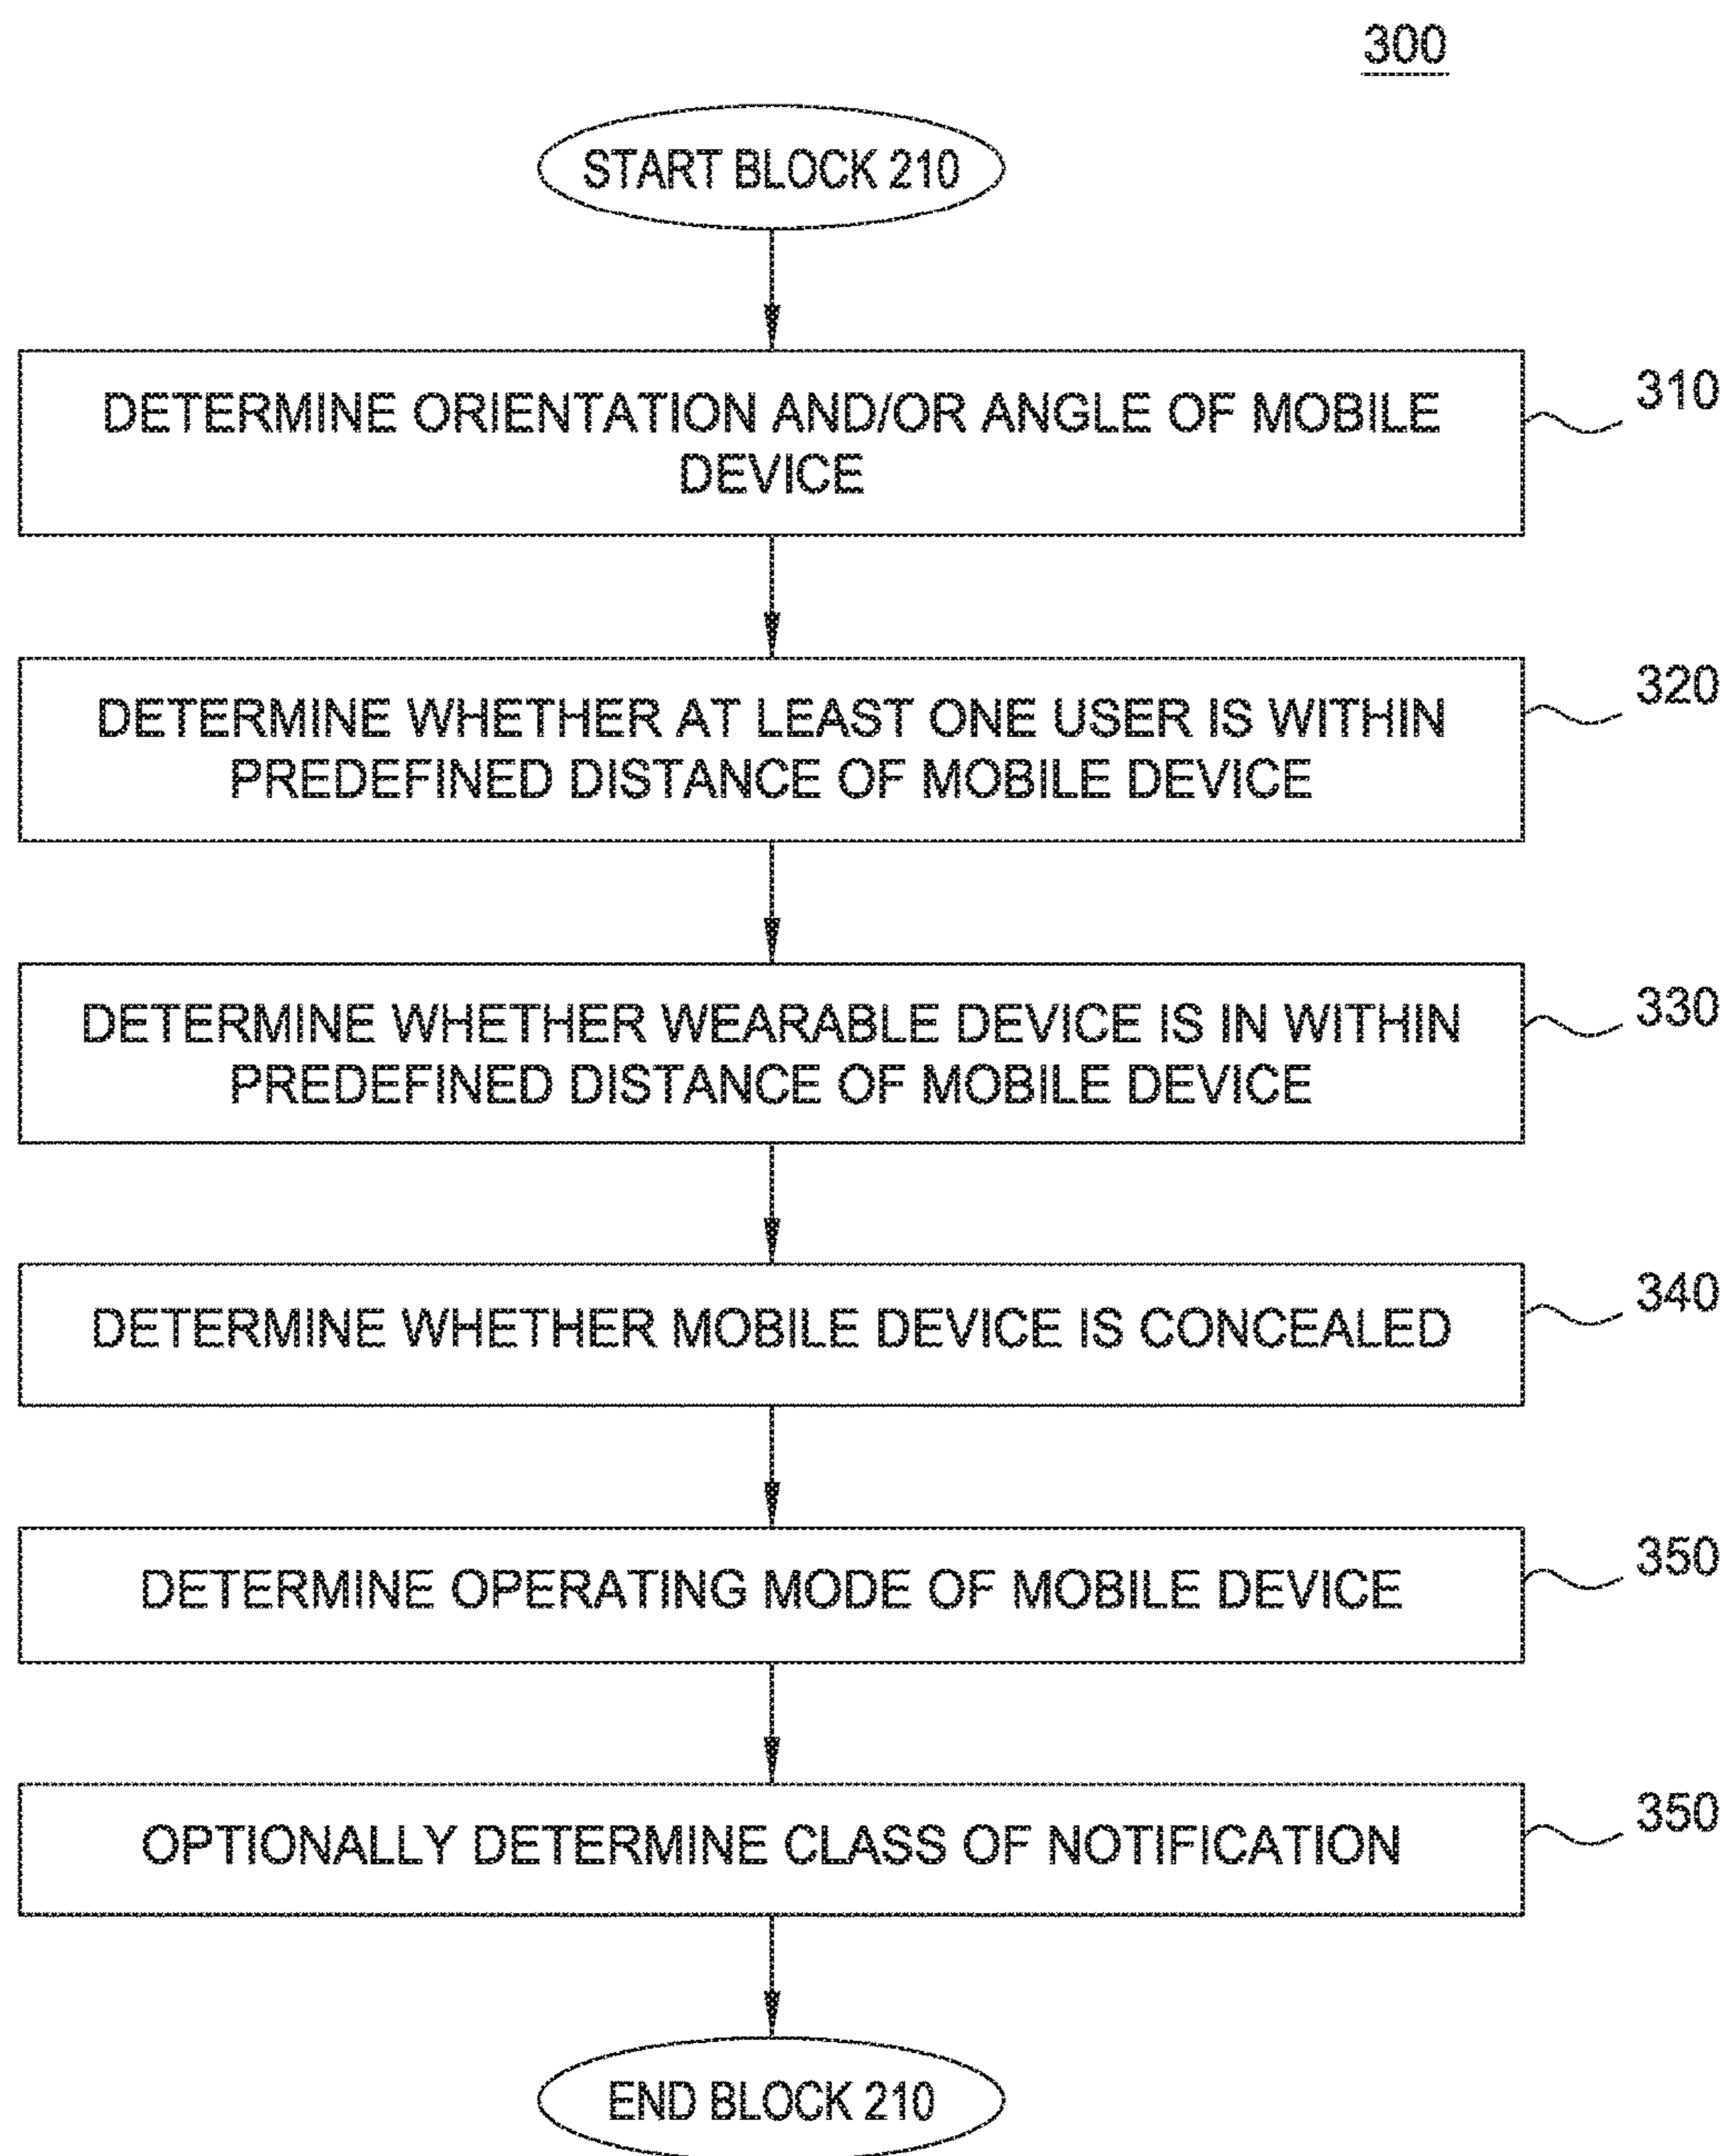 300
START BLOCK 210
DETERMINE ORIENTATION AND/OR ANGLE OF MOBILE
DEVICE
310
DETERMINE WHETHER AT LEAST ONE USER IS WITHIN
PREDEFINED DISTANCE OF MOBILE DEVICE
320
DETERMINE WHETHER WEARABLE DEVICE IS IN WITHIN
PREDEFINED DISTANCE OF MOBILE DEVICE
330
DETERMINE WHETHER MOBILE DEVICE IS CONCEALED
340
DETERMINE OPERATING MODE OF MOBILE DEVICE
350
OPTIONALLY DETERMINE CLASS OF NOTIFICATION
350
END BLOCK 210